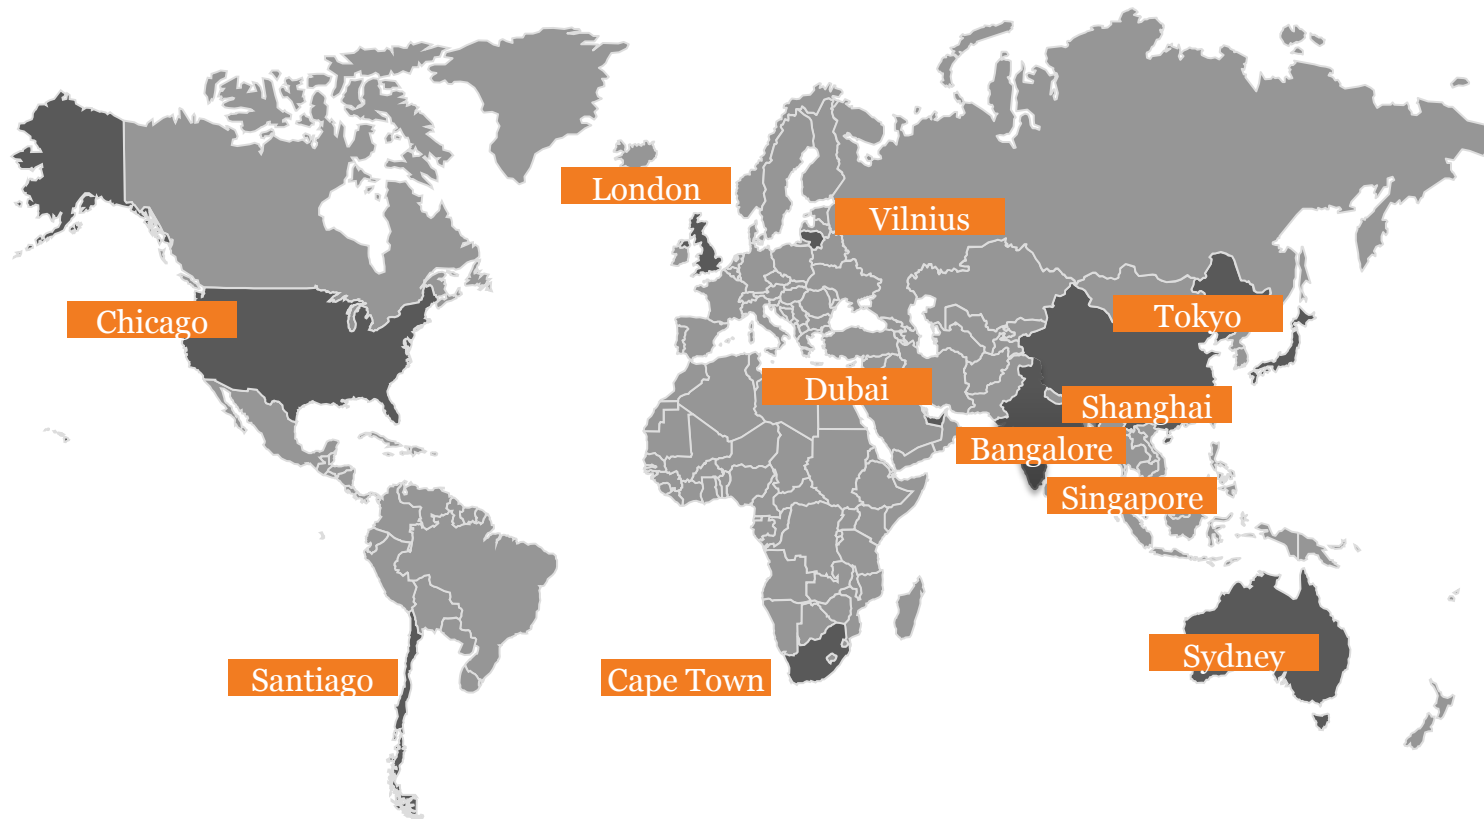 London
Vilnius
Chicago
Tokyo
Dubai
Shanghai
Bangalore
Singapore
Sydney
Santiago
Cape Town